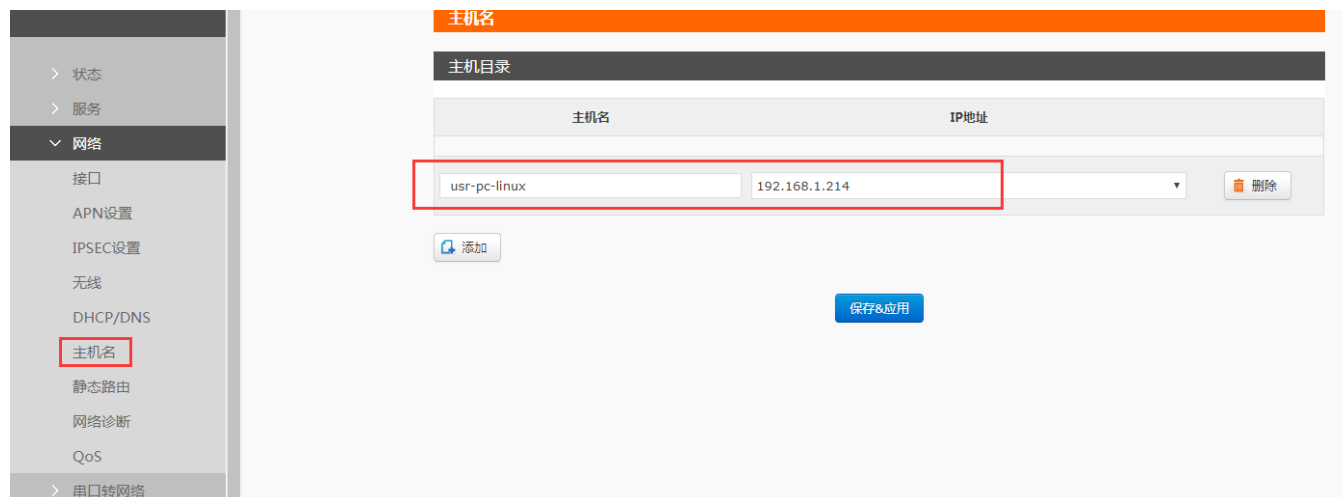 主机名
主机目录
状态
服务
网络
接口
APN设置
IPSEC设置
无线
DHCP/DNS
主机名
静态路由
网络诊断
QoS
串口转网络
主机名 IP地址
usr-pc-linux 192.168.1.214 删除
添加
保存&应用